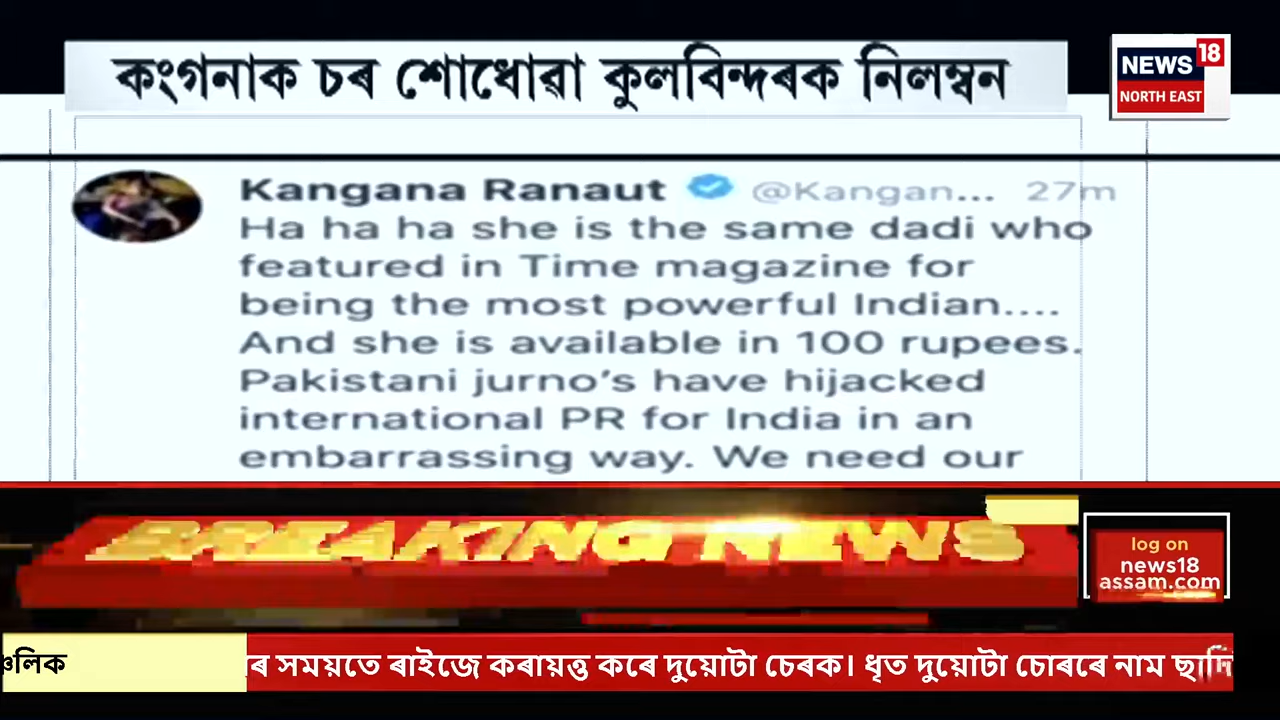 কংগনাক চৰ শোধোৱা কুলবিন্দৰক নিলম্বন
NEWS 18
NORTH EAST
Kangana Ranaut @Kangan... 27m
Ha ha ha she is the same dadi who
featured in Time magazine for
being the most powerful Indian....
And she is available in 100 rupees.
Pakistani jurno's have hijacked
international PR for India in an
embarrassing way. We need our
BREAKING NEWS
log on
news18
assam.com
ৰ সময়তে ৰাইজে কৰায়ত্ত কৰে দুয়োটা চেৰক। ধৃত দুয়োটা চোৰৰে নাম